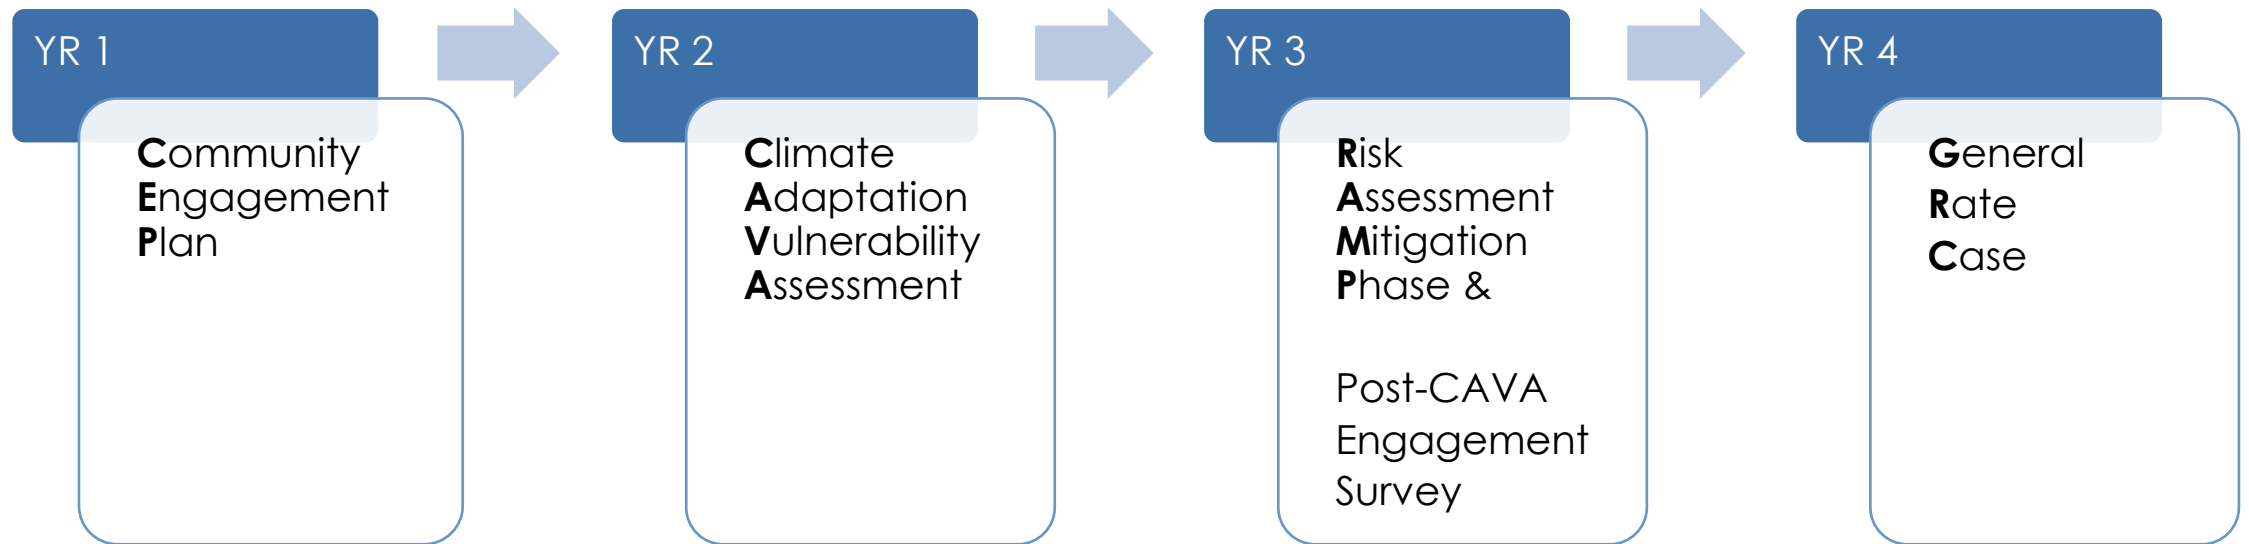 YR 1
Community
Engagement
Plan
YR 2
Climate
Adaptation
Vulnerability
Assessment
YR 3
Risk
Assessment
Mitigation
Phase &
Post-CAVA
Engagement
Survey
YR 4
General
Rate
Case